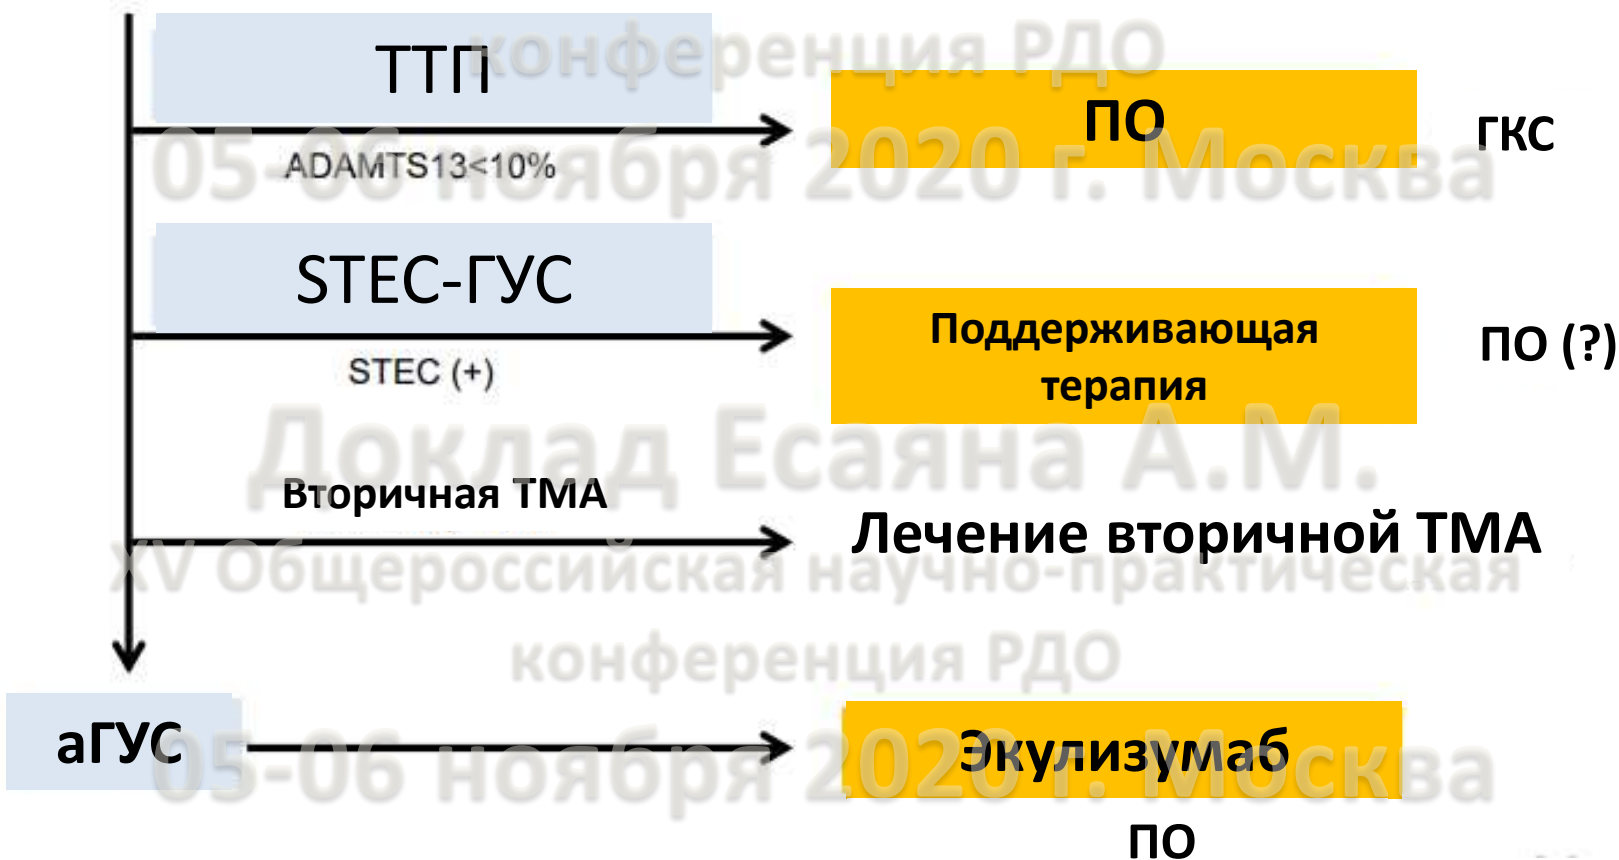 конференция РДО
ТТП
ПО
ГКС
05-06 ноября 2020 г. Москва
ADAMTS13<10%
STEC-ГУС
Поддерживающая
терапия
ПО (?)
STEC (+)
Доклад Есаяна А.М.
Вторичная ТМА
Лечение вторичной ТМА
XV Общероссийская научно-практическая
конференция РДО
аГУС
Экулизумаб
05-06 ноября 2020 г. Москва
ПО